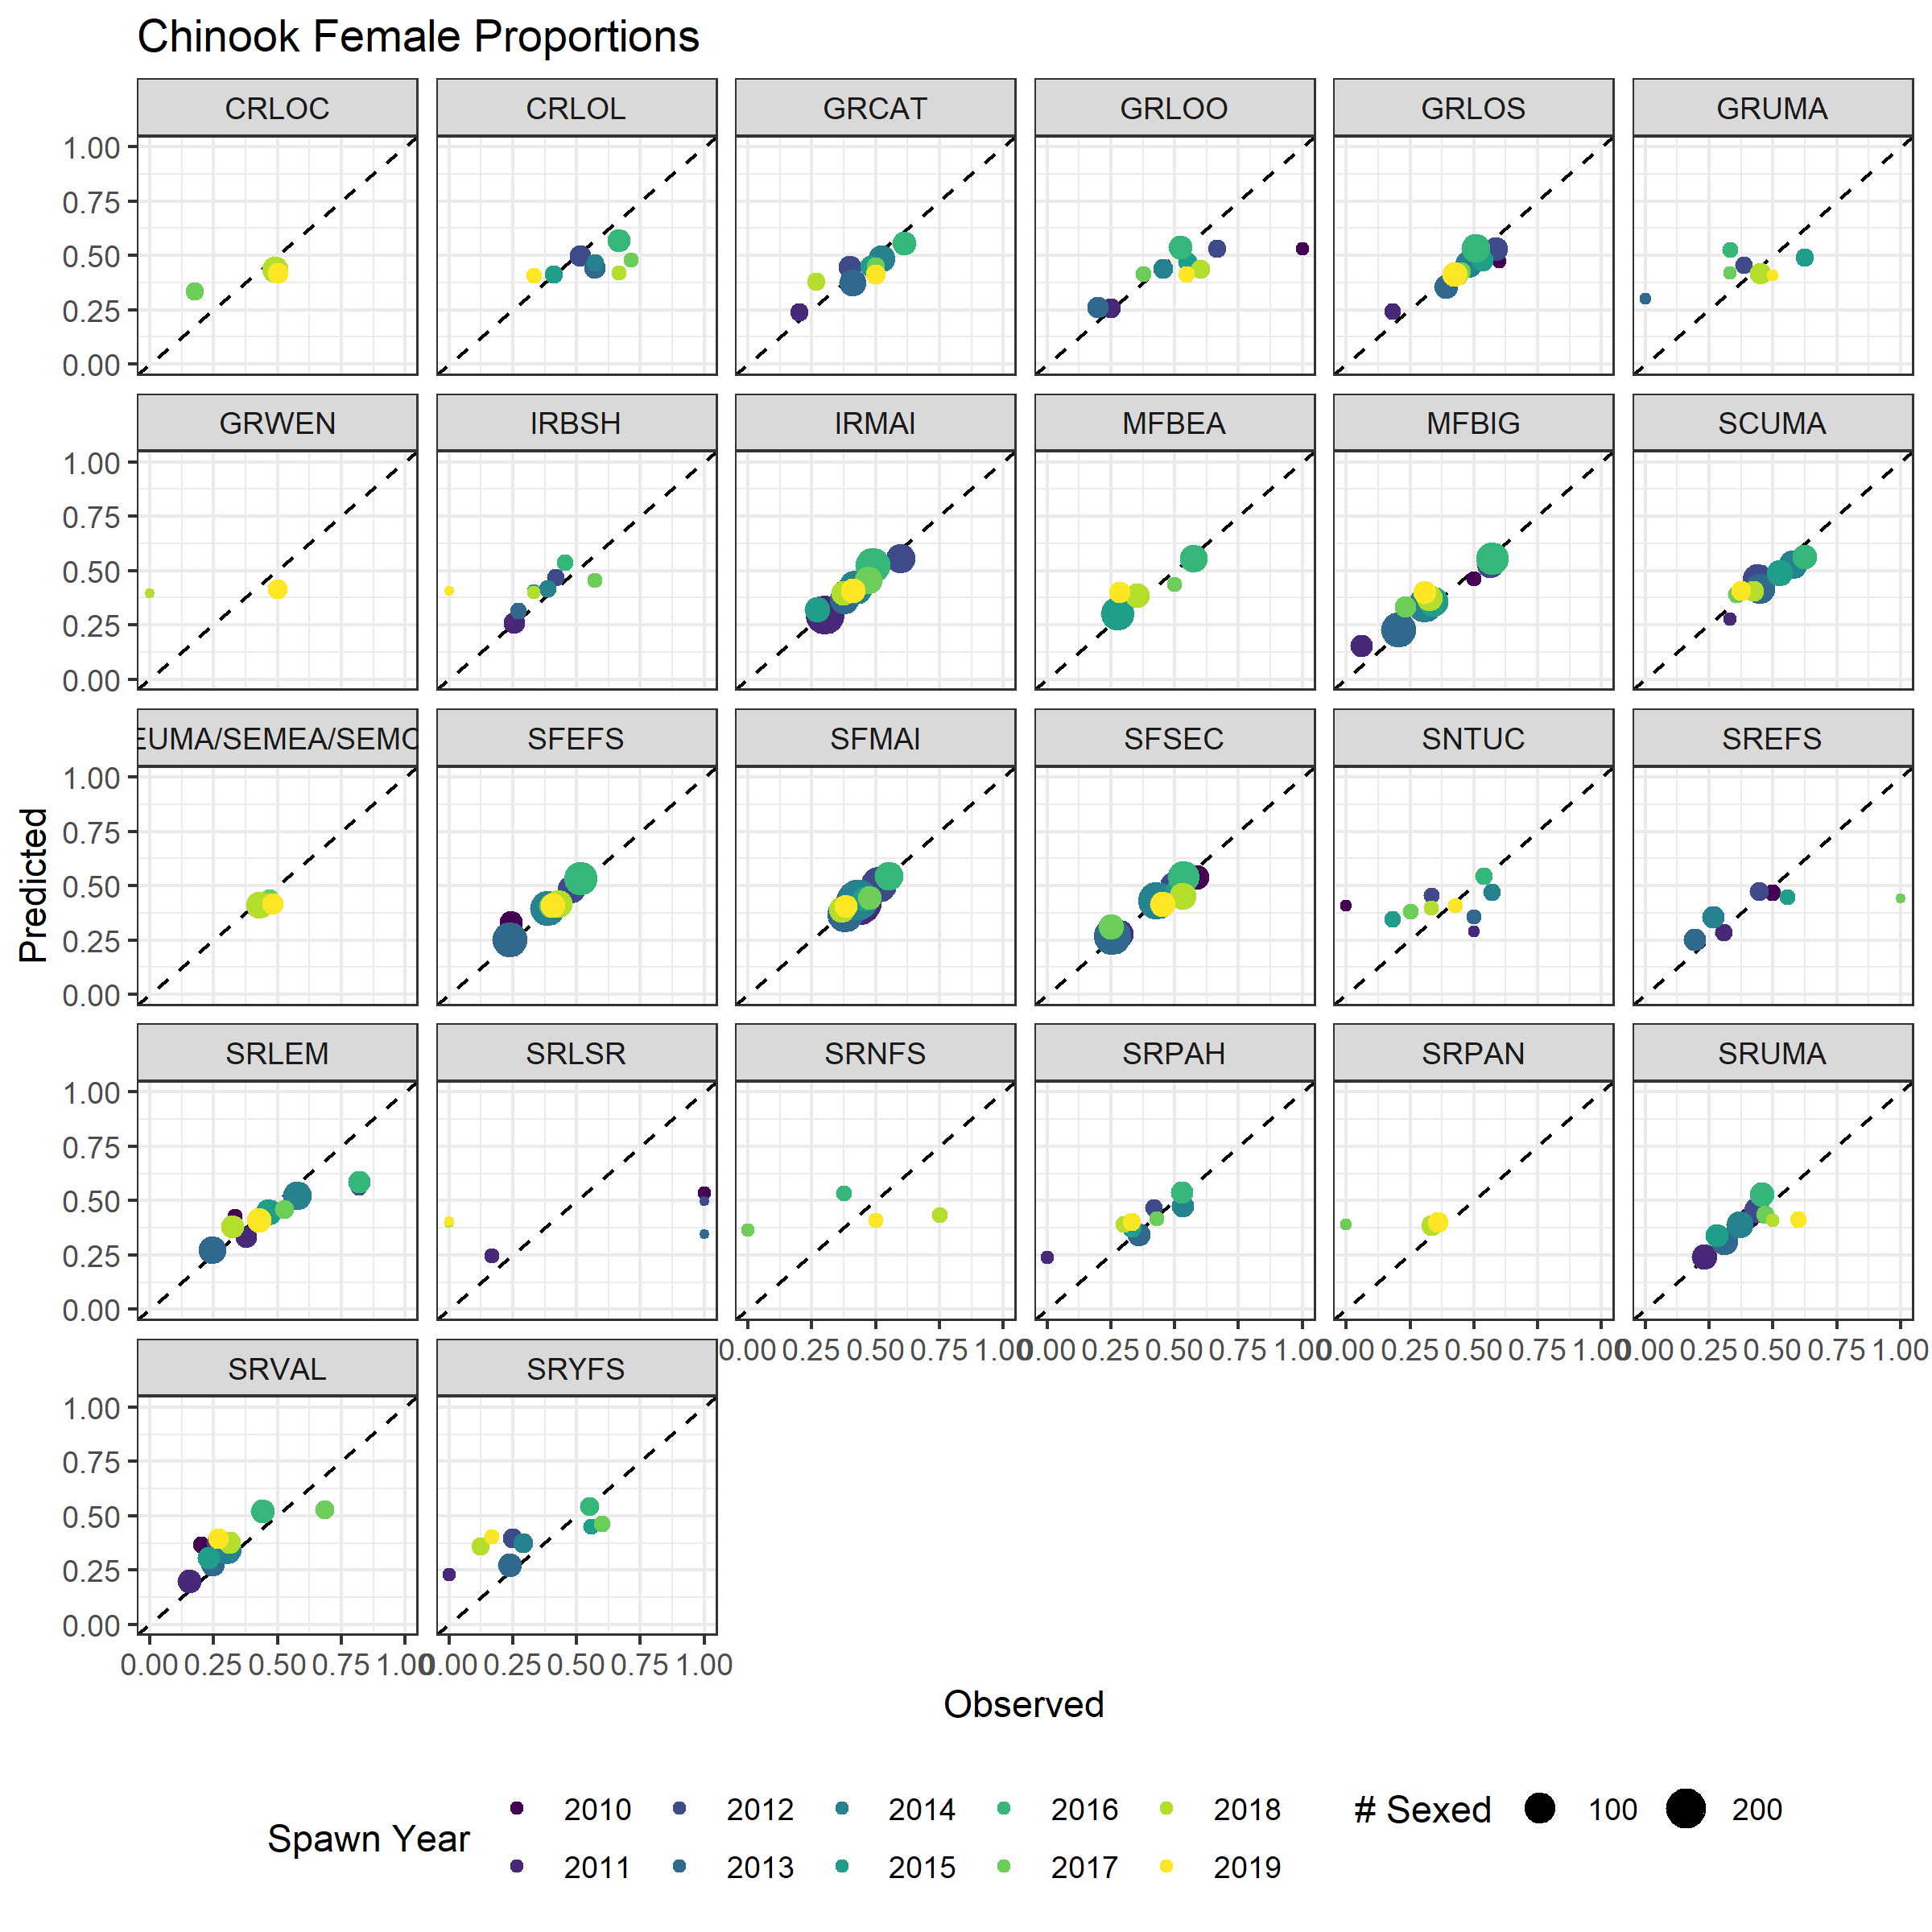 Chinook Female Proportions
CRLOC CRLOL GRCAT GRLOO GRLOS GRUMA
1.00
0.75
0.50
0.25
0.00
GRWEN IRBSH IRMAI MFBEA MFBIG SCUMA
1.00
0.75
0.50
0.25
0.00
EUMA/SEMEA/SEMC SFEFS SFMAI SFSEC SNTUC SREFS
1.00
0.75
0.50
0.25
0.00
Predicted
SRLEM SRLSR SRNFS SRPAH SRPAN SRUMA
1.00
0.75
0.50
0.25
0.00
0.00 0.25 0.50 0.75 1.00 0.00 0.25 0.50 0.75 1.00 0.00 0.25 0.50 0.75 1.00 0.00 0.25 0.50 0.75 1.00
SRVAL SRYFS
1.00
0.75
0.50
0.25
0.00
0.00 0.25 0.50 0.75 1.00 0.00 0.25 0.50 0.75 1.00
Observed
Spawn Year
2010 2012 2014 2016 2018
2011 2013 2015 2017 2019
# Sexed 100 200